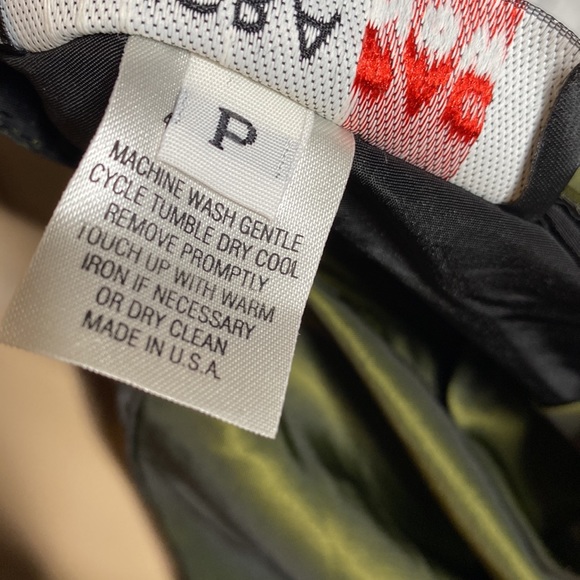 P
MACHINE WASH GENTLE
CYCLE TUMBLE DRY COOL
REMOVE PROMPTLY
TOUCH UP WITH WARM
IRON IF NECESSARY
OR DRY CLEAN
MADE IN U.S.A.